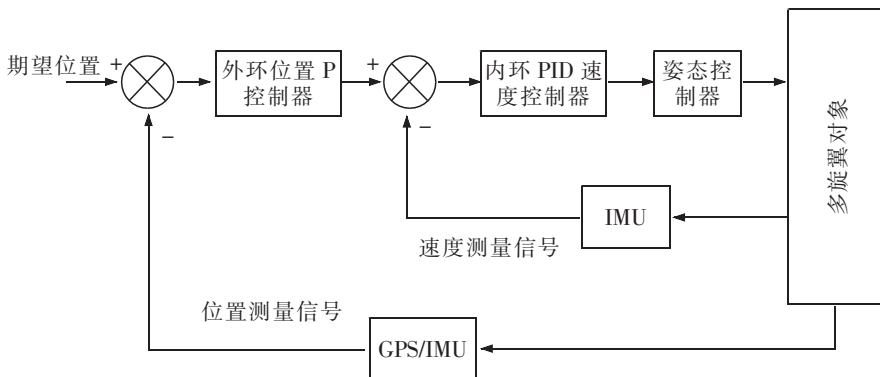 期望位置
+
−
外环位置 P
控制器
+
−
内环 PID 速
度控制器
姿态控
制器
多旋翼对象
IMU
速度测量信号
位置测量信号
GPS/IMU